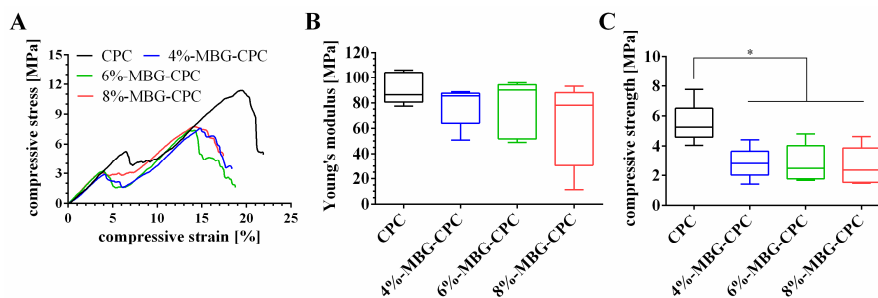 A
compressive stress [MPa]
15
12
9
6
3
0
0
5
10
15
20
25
compressive strain [%]
CPC
4%-MBG-CPC
6%-MBG-CPC
8%-MBG-CPC
B
Young's modulus [MPa]
120
100
80
60
40
20
0
CPC
4%-MBG-CPC
6%-MBG-CPC
8%-MBG-CPC
C
compressive strength [MPa]
10
8
6
4
2
0
*
CPC
4%-MBG-CPC
6%-MBG-CPC
8%-MBG-CPC